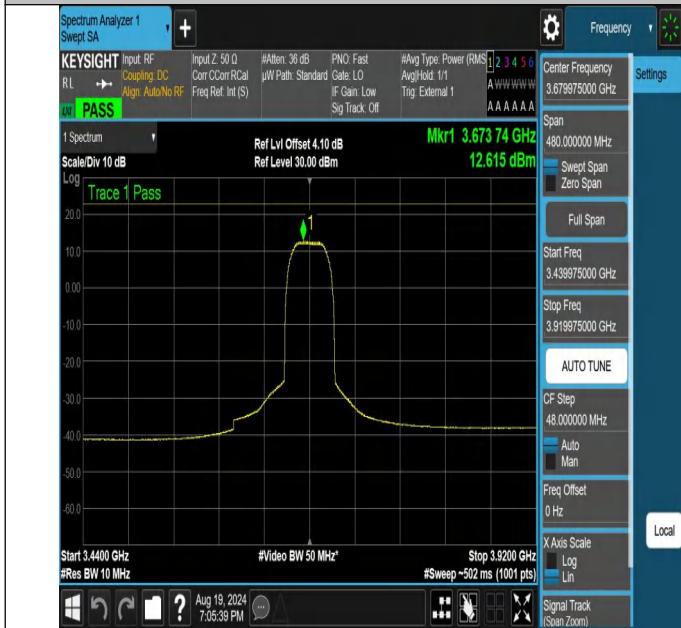 Spectrum Analyzer 1
Swept SA
+
Frequency
KEYSIGHT
RL
PASS
Input: RF
Coupling: DC
Align: Auto/No RF
Input Z: 50 Ω
Corr CCorr RCal
Freq Ref: Int (S)
#Atten: 36 dB
µW Path: Standard
PNO: Fast
Gate: LO
IF Gain: Low
Sig Track: Off
#Avg Type: Power (RMS
Avg|Hold: 1/1
Trig: External 1
1 2 3 4 5 6
A W W W W W
A A A A A A
1 Spectrum
Scale/Div 10 dB
Ref Lvl Offset 4.10 dB
Ref Level 30.00 dBm
Mkr1 3.673 74 GHz
12.615 dBm
Log
Trace 1 Pass
1
20.0
10.0
0.00
-10.0
-20.0
-30.0
-40.0
-50.0
-60.0
Start 3.4400 GHz
#Res BW 10 MHz
#Video BW 50 MHz*
Stop 3.9200 GHz
#Sweep ~502 ms (1001 pts)
Center Frequency
3.679975000 GHz
Settings
Span
480.000000 MHz
Swept Span
Zero Span
Full Span
Start Freq
3.439975000 GHz
Stop Freq
3.919975000 GHz
AUTO TUNE
CF Step
48.000000 MHz
Auto
Man
Freq Offset
0 Hz
X Axis Scale
Log
Lin
Local
Signal Track
(Span Zoom)
?
Aug 19, 2024
7:05:39 PM